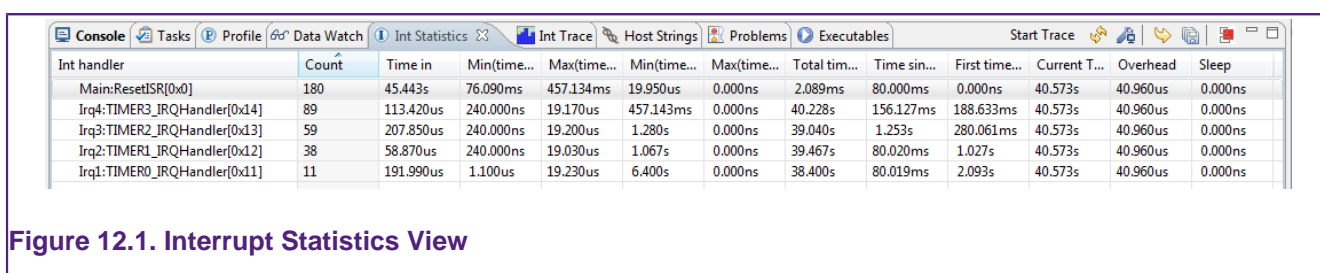 Console Tasks Profile Data Watch Int Statistics Int Trace Host Strings Problems Executables Start Trace
Int handler Count Time in Min(time... Max(time... Min(time... Max(time... Total tim... Time sin... First time... Current T... Overhead Sleep
Main:ResetISR[0x0] 180 45.443s 76.090ms 457.134ms 19.950us 0.000ns 2.089ms 80.000ms 0.000ns 40.573s 40.960us 0.000ns
Irq4:TIMER3_IRQHandler[0x14] 89 113.420us 240.000ns 19.170us 457.143ms 0.000ns 40.228s 156.127ms 188.633ms 40.573s 40.960us 0.000ns
Irq3:TIMER2_IRQHandler[0x13] 59 207.850us 240.000ns 19.200us 1.280s 0.000ns 39.040s 1.253s 280.061ms 40.573s 40.960us 0.000ns
Irq2:TIMER1_IRQHandler[0x12] 38 58.870us 240.000ns 19.030us 1.067s 0.000ns 39.467s 80.020ms 1.027s 40.573s 40.960us 0.000ns
Irq1:TIMER0_IRQHandler[0x11] 11 191.990us 1.100us 19.230us 6.400s 0.000ns 38.400s 80.019ms 2.093s 40.573s 40.960us 0.000ns
Figure 12.1. Interrupt Statistics View